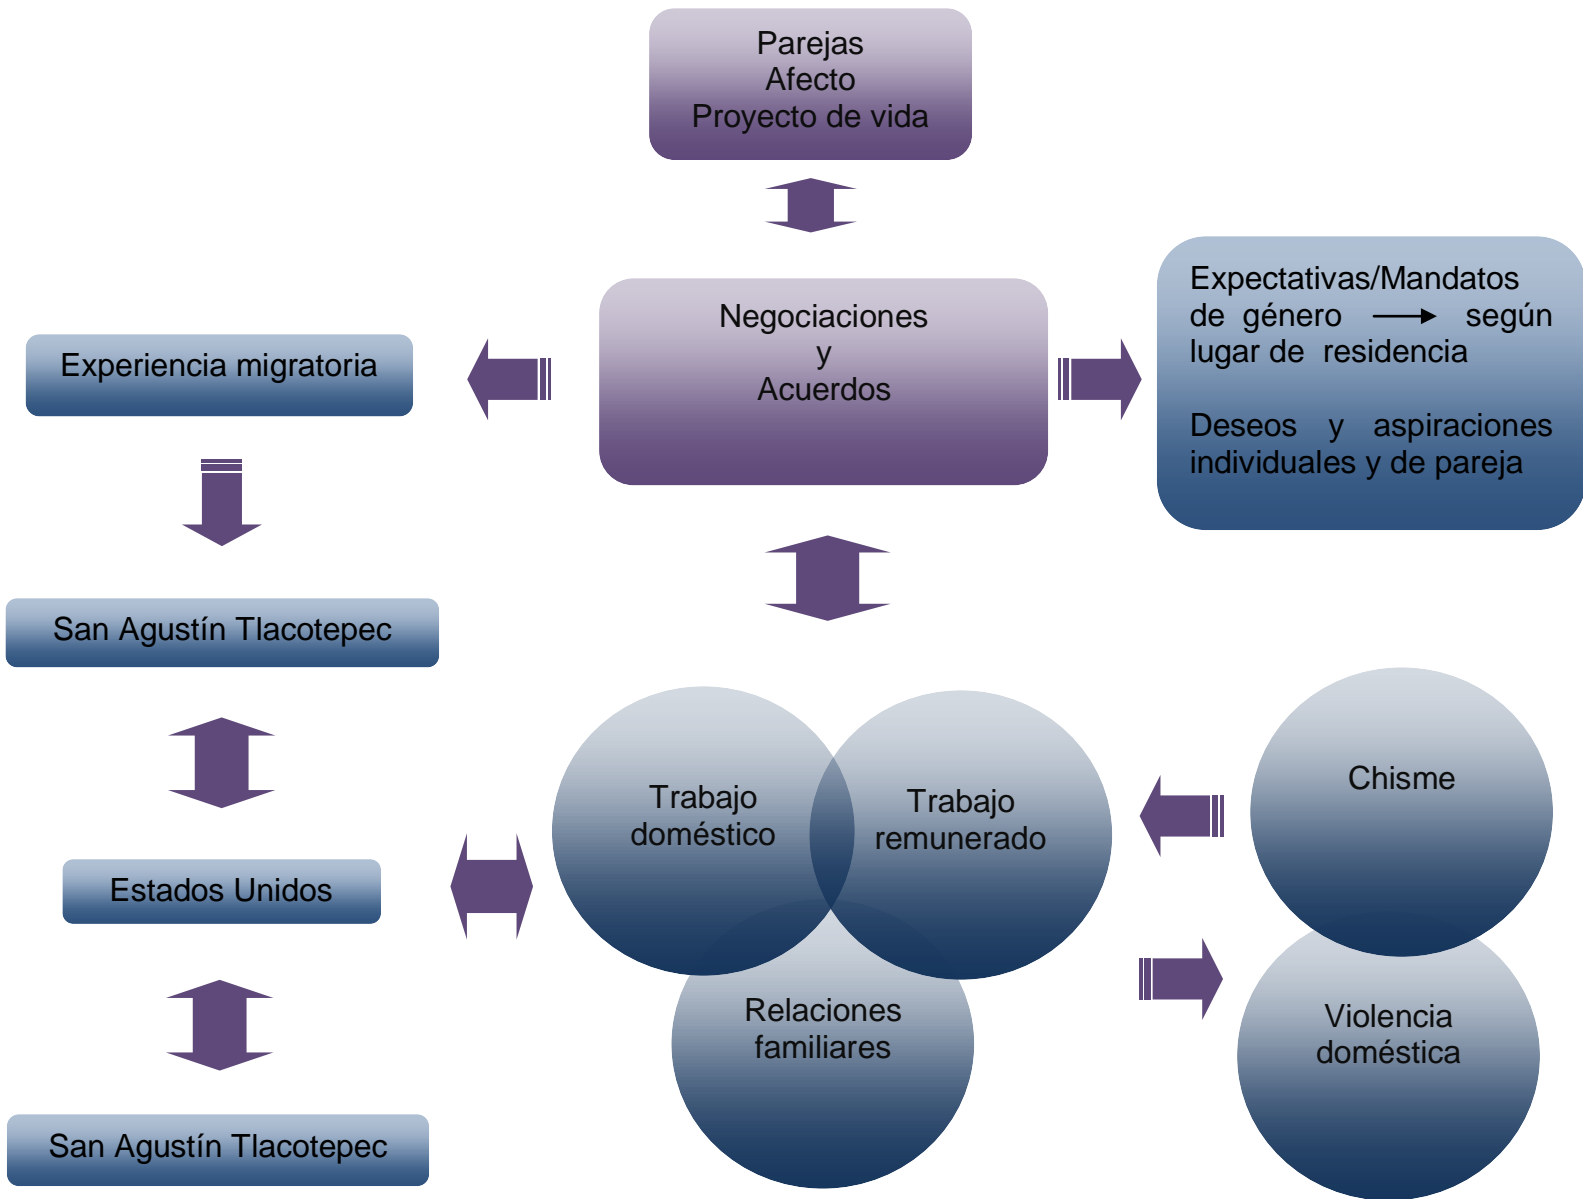 Parejas
Afecto
Proyecto de vida
Negociaciones
y
Acuerdos
Expectativas/Mandatos
de género → según
lugar de residencia
Deseos y aspiraciones
individuales y de pareja
Experiencia migratoria
San Agustín Tlacotepec
Estados Unidos
San Agustín Tlacotepec
Trabajo
doméstico
Trabajo
remunerado
Relaciones
familiares
Chisme
Violencia
doméstica